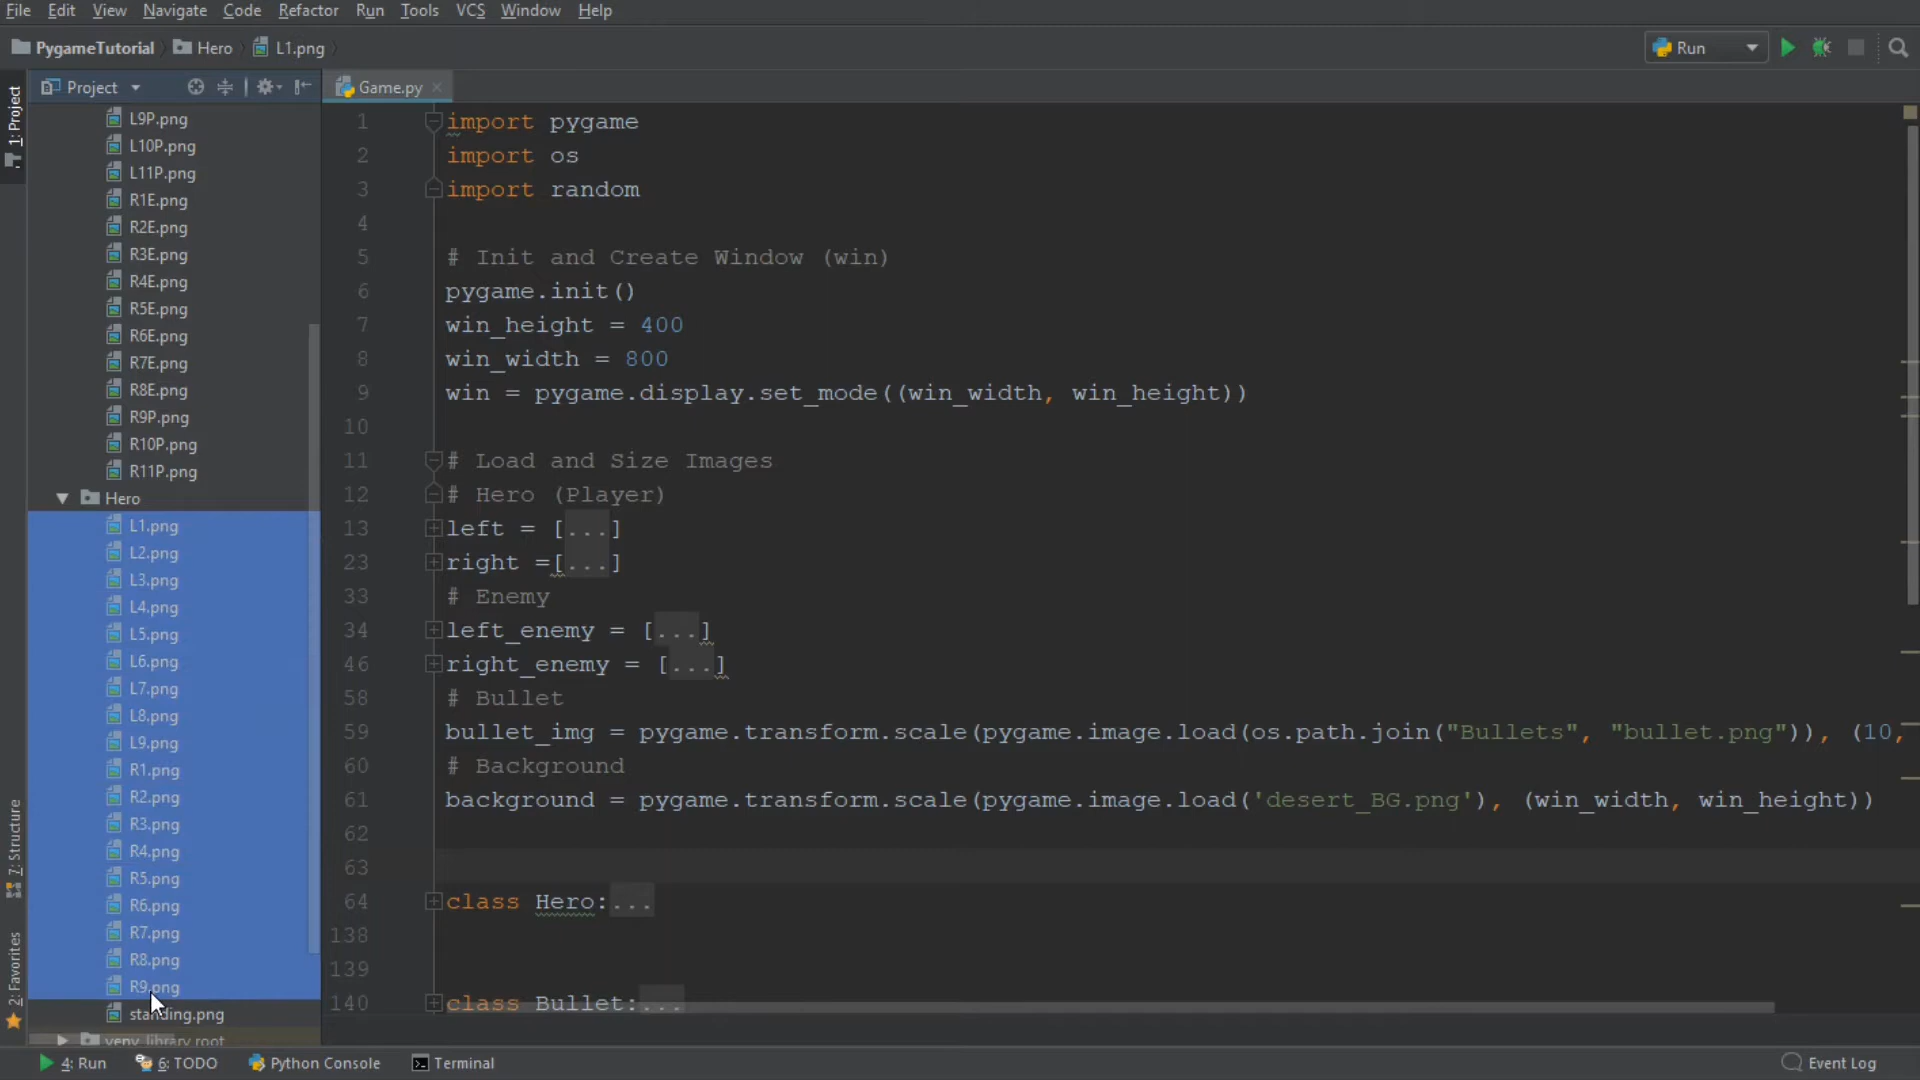 File Edit View Navigate Code Refactor Run Tools VCS Window Help
PygameTutorial Hero L1.png Run
1: Project
Project
Game.py
L9P.png
L10P.png
L11P.png
R1E.png
R2E.png
R3E.png
R4E.png
R5E.png
R6E.png
R7E.png
R8E.png
R9P.png
R10P.png
R11P.png
Hero
L1.png
L2.png
L3.png
L4.png
L5.png
L6.png
L7.png
L8.png
L9.png
R1.png
R2.png
R3.png
R4.png
R5.png
R6.png
R7.png
R8.png
R9.png
standing.png
venv library root
7: Structure
2: Favorites
1 import pygame
2 import os
3 import random
4
5 # Init and Create Window (win)
6 pygame.init()
7 win_height = 400
8 win_width = 800
9 win = pygame.display.set_mode((win_width, win_height))
10
11 # Load and Size Images
12 # Hero (Player)
13 left = [...]
23 right =[...]
33 # Enemy
34 left_enemy = [...]
46 right_enemy = [...]
58 # Bullet
59 bullet_img = pygame.transform.scale(pygame.image.load(os.path.join("Bullets", "bullet.png")), (10,
60 # Background
61 background = pygame.transform.scale(pygame.image.load('desert_BG.png'), (win_width, win_height))
62
63
64 class Hero:...
138
139
140 class Bullet:...
4: Run 6: TODO Python Console Terminal Event Log